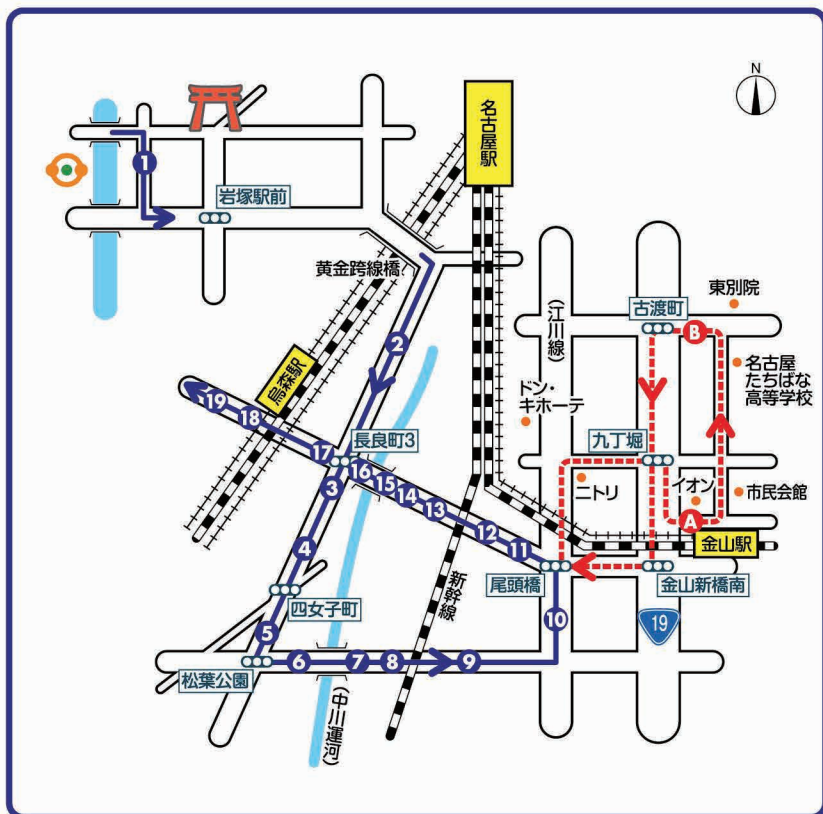 N
名古屋駅
1
岩塚駅前
黄金跨線橋
2
(江川線)
東別院
古渡町
B
名古屋
たちばな
高等学校
烏森駅
ドン・
キホーテ
19
18
17
長良町3
16
15
14
13
12
11
3
九丁堀
ニトリ
イオン
市民会館
A
金山駅
4
新幹線
尾頭橋
金山新橋南
四女子町
10
19
5
6
7
8
9
松葉公園
(中川運河)